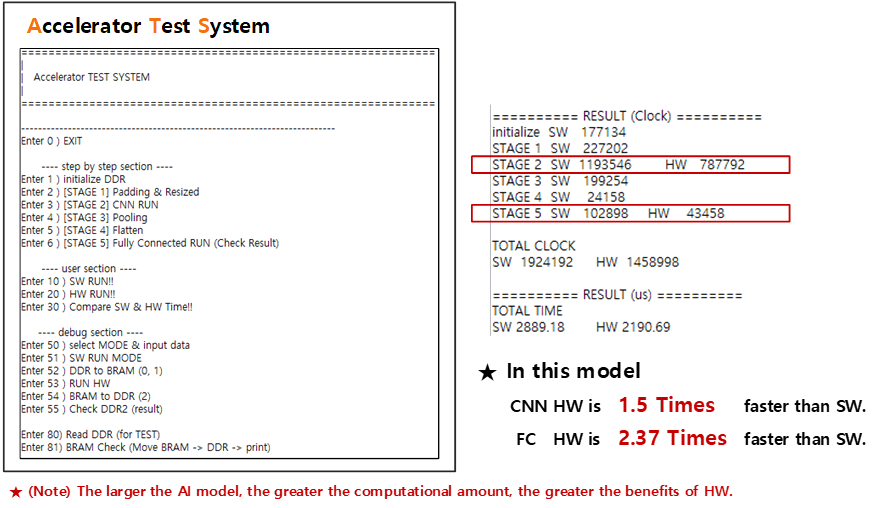 Accelerator Test System
===========================================================================
|
| Accelerator TEST SYSTEM
|
===========================================================================
---------------------------------------------------------------------------
Enter 0 ) EXIT
---- step by step section ----
Enter 1 ) initialize DDR
Enter 2 ) [STAGE 1] Padding & Resized
Enter 3 ) [STAGE 2] CNN RUN
Enter 4 ) [STAGE 3] Pooling
Enter 5 ) [STAGE 4] Flatten
Enter 6 ) [STAGE 5] Fully Connected RUN (Check Result)
---- user section ----
Enter 10 ) SW RUN!!
Enter 20 ) HW RUN!!
Enter 30 ) Compare SW & HW Time!!
---- debug section ----
Enter 50 ) select MODE & input data
Enter 51 ) SW RUN MODE
Enter 52 ) DDR to BRAM (0, 1)
Enter 53 ) RUN HW
Enter 54 ) BRAM to DDR (2)
Enter 55 ) Check DDR2 (result)
Enter 80) Read DDR (for TEST)
Enter 81) BRAM Check (Move BRAM -> DDR -> print)
========== RESULT (Clock) ==========
initialize SW 177134
STAGE 1 SW 227202
STAGE 2 SW 1193546 HW 787792
STAGE 3 SW 199254
STAGE 4 SW 24158
STAGE 5 SW 102898 HW 43458
TOTAL CLOCK
SW 1924192 HW 1458998
========== RESULT (us) ==========
TOTAL TIME
SW 2889.18 HW 2190.69
★ In this model
CNN HW is 1.5 Times faster than SW.
FC HW is 2.37 Times faster than SW.
★ (Note) The larger the AI model, the greater the computational amount, the greater the benefits of HW.